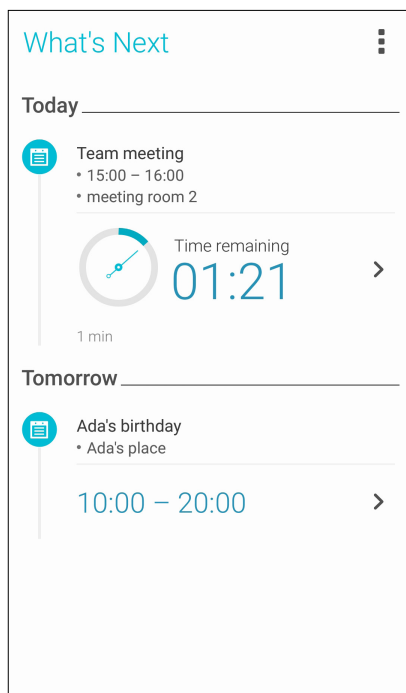 What's Next
Today
Team meeting
• 15:00 – 16:00
• meeting room 2
Time remaining
01:21
1 min
Tomorrow
Ada's birthday
• Ada's place
10:00 – 20:00